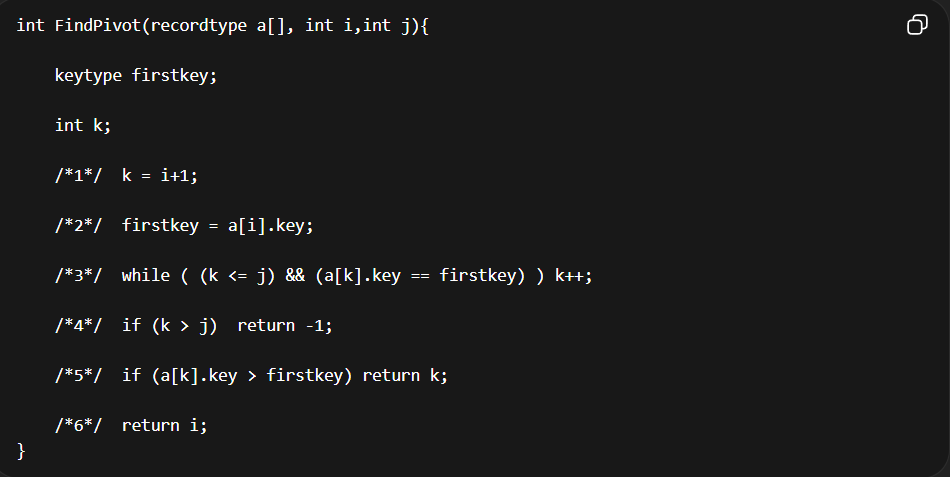 int FindPivot(recordtype a[], int i,int j){
keytype firstkey;
int k;
/*1*/  k = i+1;
/*2*/  firstkey = a[i].key;
/*3*/  while ( (k <= j) && (a[k].key == firstkey) ) k++;
/*4*/  if (k > j)  return -1;
/*5*/  if (a[k].key > firstkey) return k;
/*6*/  return i;
}